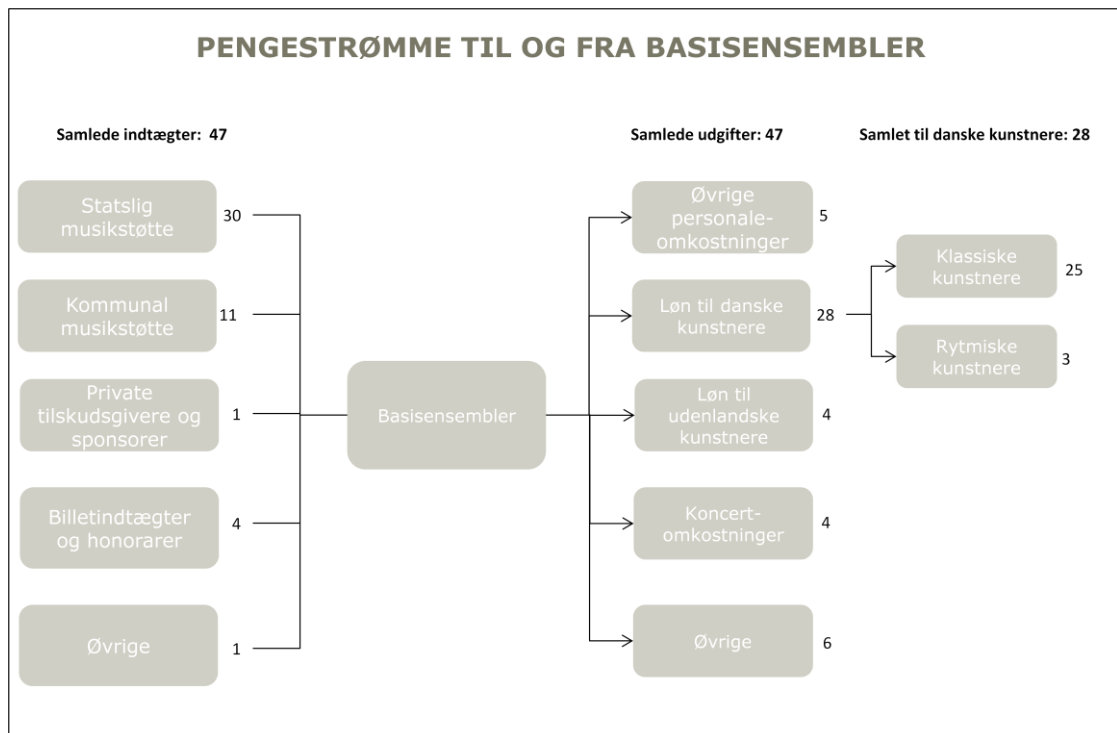 PENGESTRØMME TIL OG FRA BASISENSEMBLER
Samlede indtægter: 47
Samlede udgifter: 47
Samlet til danske kunstnere: 28
Statslig
musikstøtte
30
Kommunal
musikstøtte
11
Private
tilskudsgivere og
sponsorer
1
Billetindtægter
og honorarer
4
Øvrige
1
Basisensembler
Øvrige
personale-
omkostninger
5
Løn til danske
kunstnere
28
Løn til
udenlandske
kunstnere
4
Koncert-
omkostninger
4
Øvrige
6
Klassiske
kunstnere
25
Rytmiske
kunstnere
3